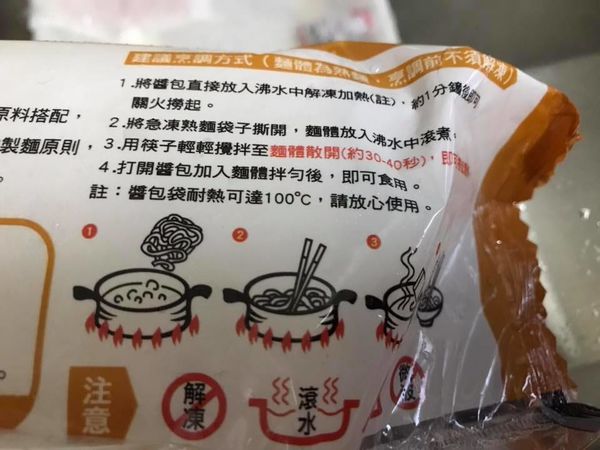 建議烹調方式（麵體為熟麵，烹調前不須解凍）
1.將醬包直接放入沸水中解凍加熱(註)，約1分鐘後即可
關火撈起。
原料搭配，
2.將急凍熟麵袋子撕開，麵體放入沸水中滾煮。
製麵原則，
3.用筷子輕輕攪拌至麵體散開(約30-40秒)，即
4.打開醬包加入麵體拌勻後，即可食用。
註：醬包袋耐熱可達100°C，請放心使用。
1
2
3
注意
解凍
滾水